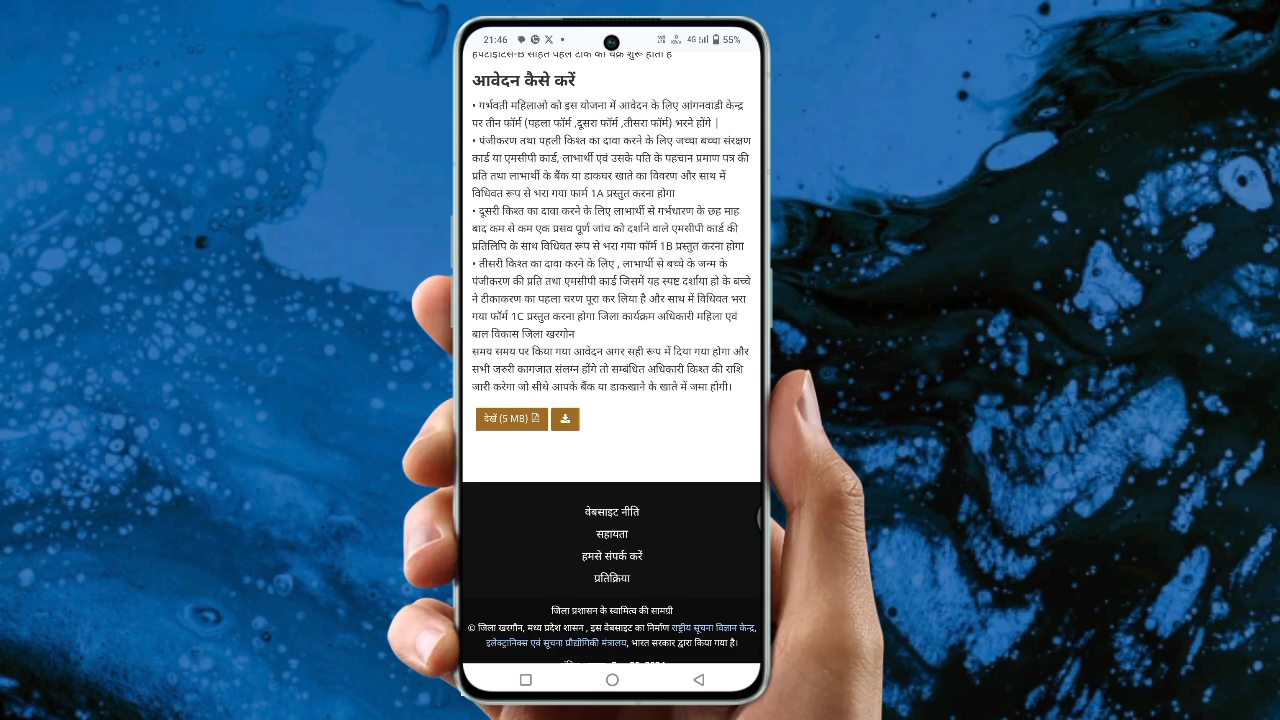 21:46
4G 55%
हेपेटाइटिस-B सहित पहले टीके का चक्र शुरू होता है
आवेदन कैसे करें
• गर्भवती महिलाओ को इस योजना में आवेदन के लिए आंगनवाडी केन्द्र
पर तीन फॉर्म (पहला फॉर्म ,दूसरा फॉर्म ,तीसरा फॉर्म) भरने होंगे |
• पंजीकरण तथा पहली किश्त का दावा करने के लिए जच्चा बच्चा संरक्षण
कार्ड या एमसीपी कार्ड, लाभार्थी एवं उसके पति के पहचान प्रमाण पत्र की
प्रति तथा लाभार्थी के बैंक या डाकघर खाते का विवरण और साथ में
विधिवत रूप से भरा गया फार्म 1A प्रस्तुत करना होगा
• दूसरी किश्त का दावा करने के लिए लाभार्थी से गर्भधारण के छह माह
बाद कम से कम एक प्रसव पूर्ण जांच को दर्शाने वाले एमसीपी कार्ड की
प्रतिलिपि के साथ विधिवत रूप से भरा गया फॉर्म 1B प्रस्तुत करना होगा
• तीसरी किश्त का दावा करने के लिए , लाभार्थी से बच्चे के जन्म के
पंजीकरण की प्रति तथा एमसीपी कार्ड जिसमें यह स्पष्ट दर्शाया हो के बच्चे
ने टीकाकरण का पहला चरण पूरा कर लिया है और साथ में विधिवत भरा
गया फॉर्म 1C प्रस्तुत करना होगा जिला कार्यक्रम अधिकारी महिला एवं
बाल विकास जिला खरगोन
समय समय पर किया गया आवेदन अगर सही रूप में दिया गया होगा और
सभी जरुरी कागजात संलग्न होंगे तो सम्बंधित अधिकारी किश्त की राशि
जारी करेगा जो सीधे आपके बैंक या डाकखाने के खाते में जमा होगी।
देखें (5 MB)
वेबसाइट नीति
सहायता
हमसे संपर्क करें
प्रतिक्रिया
जिला प्रशासन के स्वामित्व की सामग्री
© जिला खरगौन, मध्य प्रदेश शासन , इस वेबसाइट का निर्माण राष्ट्रीय सूचना विज्ञान केन्द्र,
इलेक्ट्रानिक्स एवं सूचना प्रौद्योगिकी मंत्रालय, भारत सरकार द्वारा किया गया है।